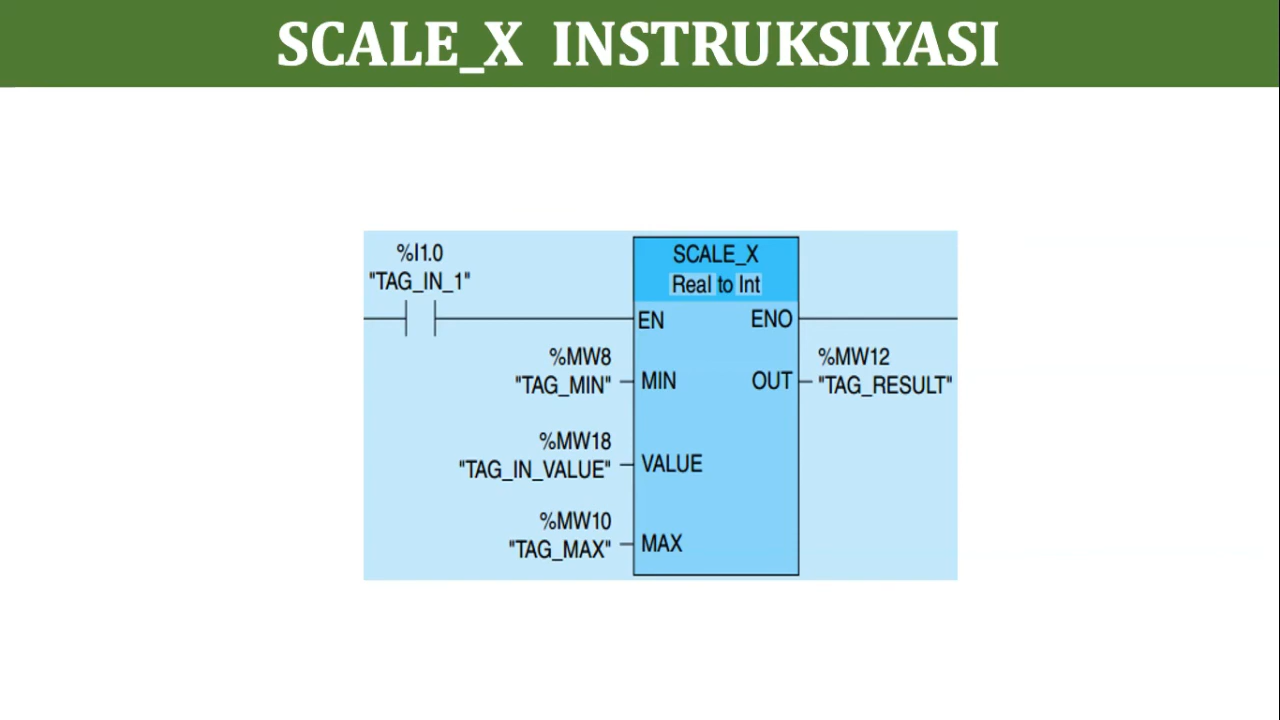 SCALE_X INSTRUKSIYASI
%I1.0
"TAG_IN_1"
SCALE_X
Real to Int
EN
ENO
%MW8
"TAG_MIN"
MIN
OUT
%MW12
"TAG_RESULT"
%MW18
"TAG_IN_VALUE"
VALUE
%MW10
"TAG_MAX"
MAX